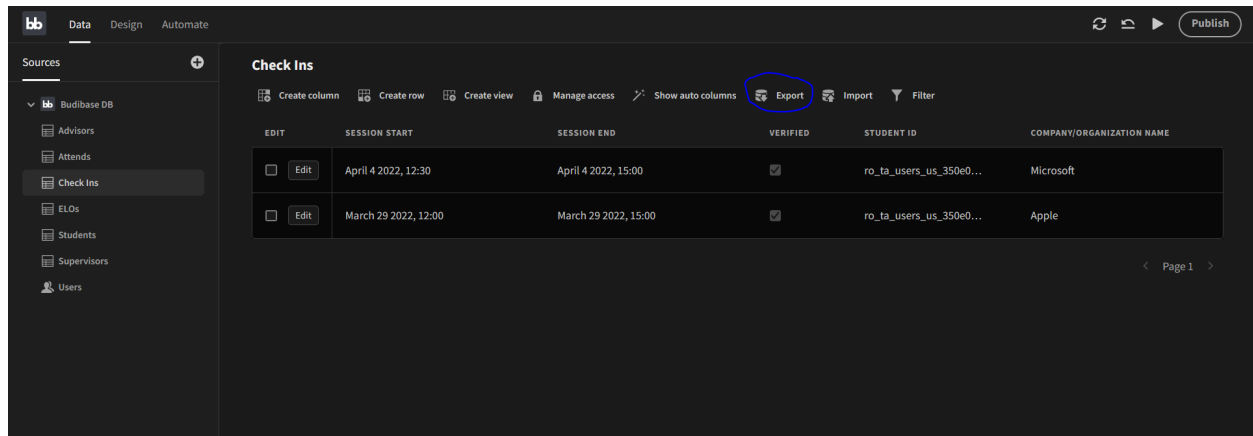 bb Data Design Automate Publish
Sources
Check Ins
Create column Create row Create view Manage access Show auto columns Export Import Filter
bb Budibase DB
Advisors
Attends
Check Ins
ELOs
Students
Supervisors
Users
EDIT SESSION START SESSION END VERIFIED STUDENT ID COMPANY/ORGANIZATION NAME
Edit April 4 2022, 12:30 April 4 2022, 15:00 ro_ta_users_us_350e0... Microsoft
Edit March 29 2022, 12:00 March 29 2022, 15:00 ro_ta_users_us_350e0... Apple
Page 1